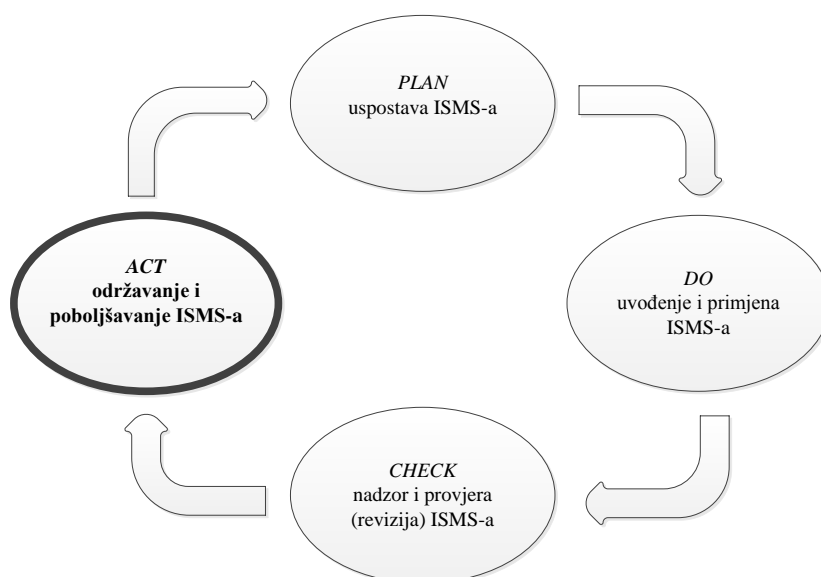 PLAN
uspostava ISMS-a
DO
uvođenje i primjena
ISMS-a
CHECK
nadzor i provjera
(revizija) ISMS-a
ACT
održavanje i
poboljšavanje ISMS-a